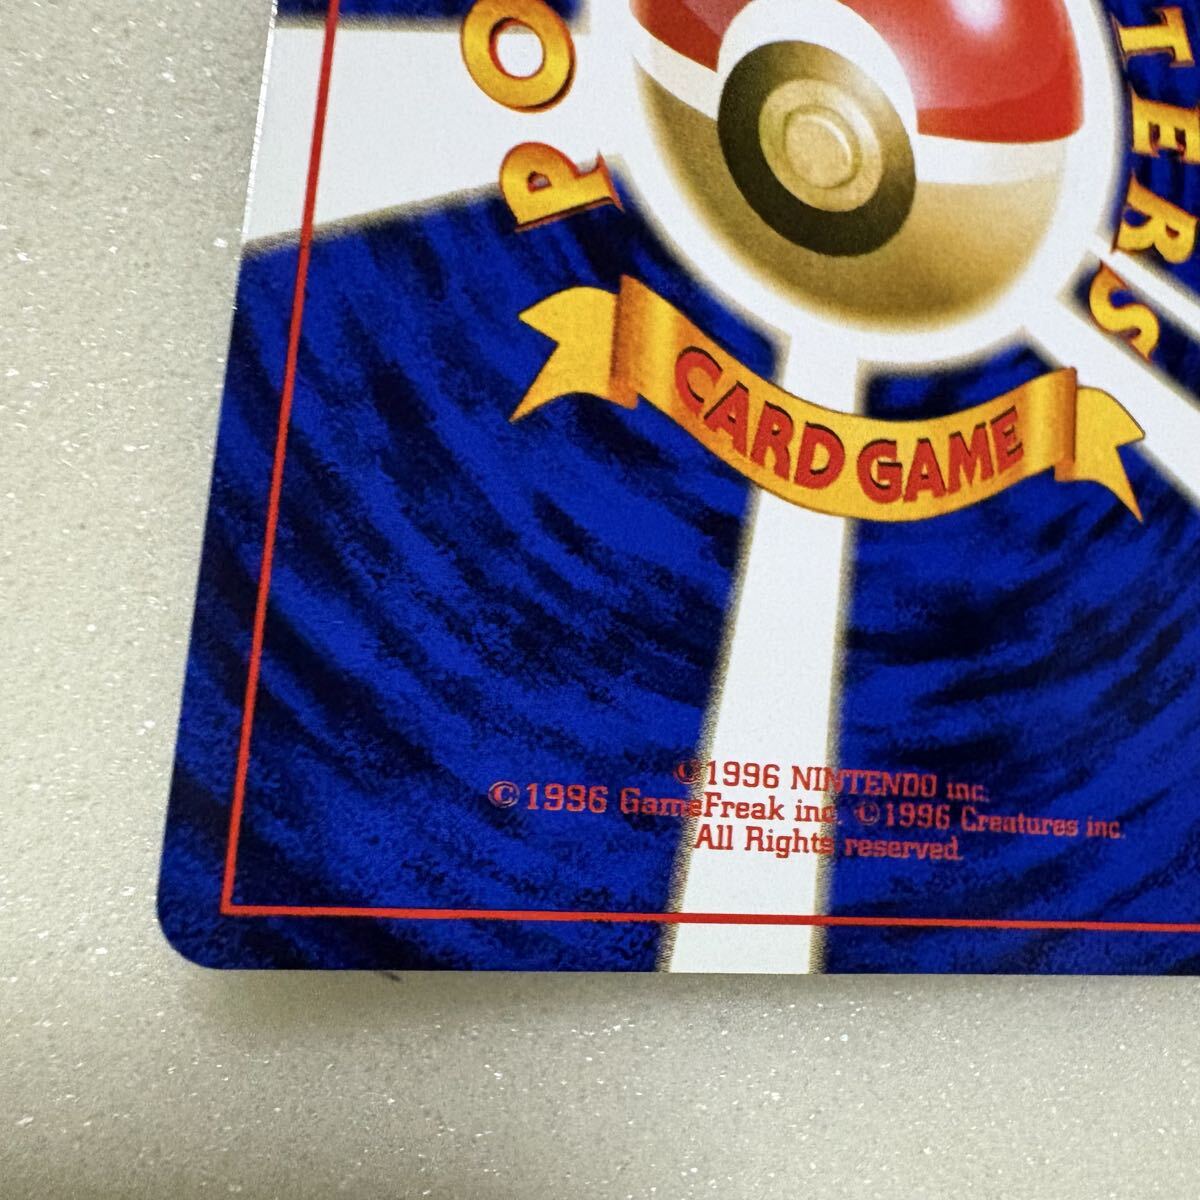 PO
TERS
CARD GAME
©1996 NINTENDO inc.
©1996 GameFreak inc. ©1996 Creatures inc.
All Rights reserved.